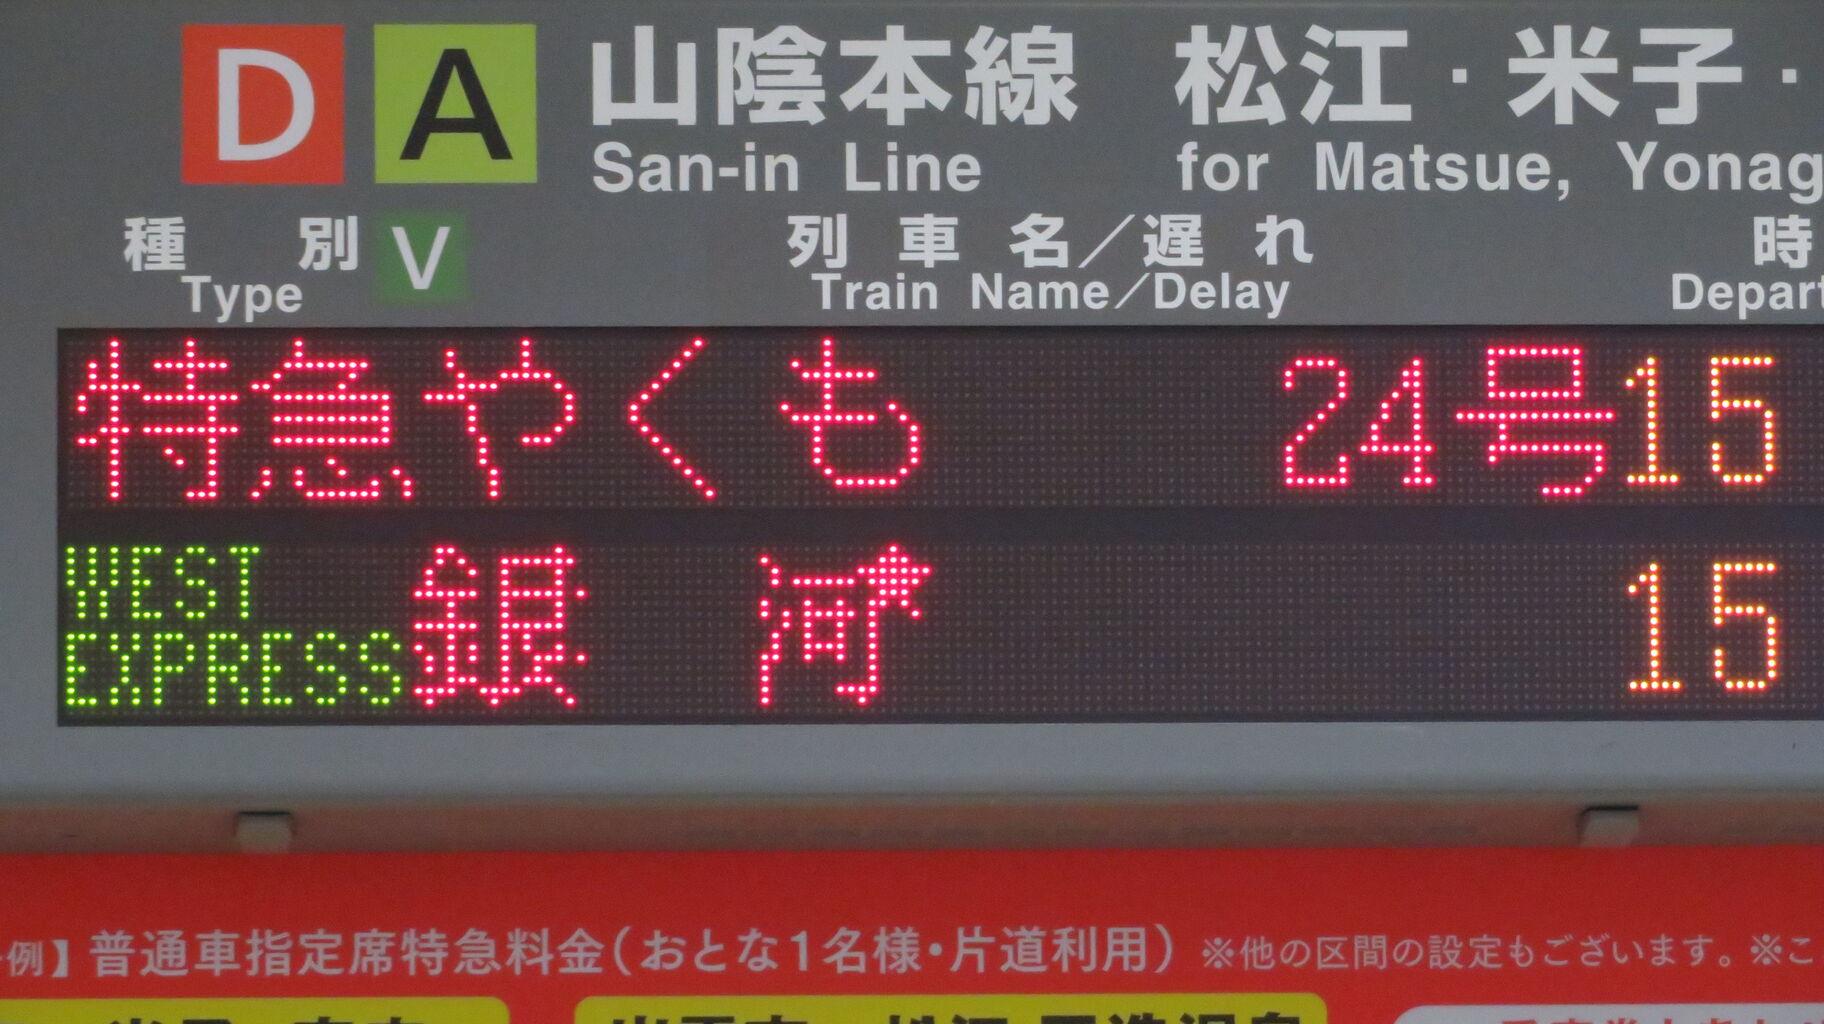 D A 山陰本線 松江・米子・
San-in Line for Matsue, Yonag
種別 V 列車名／遅れ 時
Type Train Name／Delay Depart
特急やくも 24号 15
WEST EXPRESS 銀河 15
例】普通車指定席特急料金（おとな1名様・片道利用） ※他の区間の設定もございます。※こ